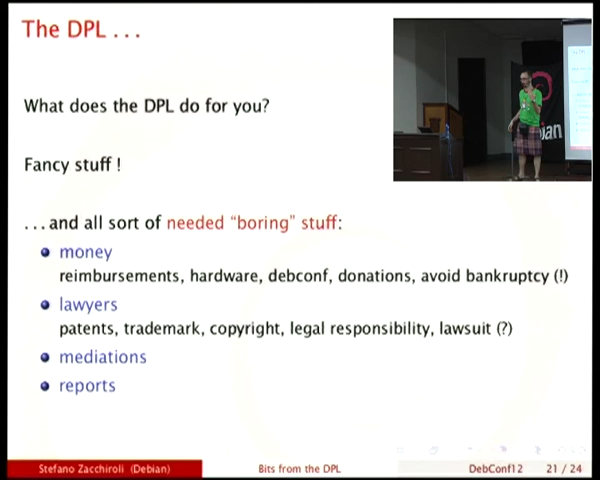 The DPL . . .
What does the DPL do for you?
Fancy stuff !
. . . and all sort of needed “boring” stuff:
money
reimbursements, hardware, debconf, donations, avoid bankruptcy (!)
lawyers
patents, trademark, copyright, legal responsibility, lawsuit (?)
mediations
reports
ian
Stefano Zacchiroli (Debian)
Bits from the DPL
DebConf12
21 / 24